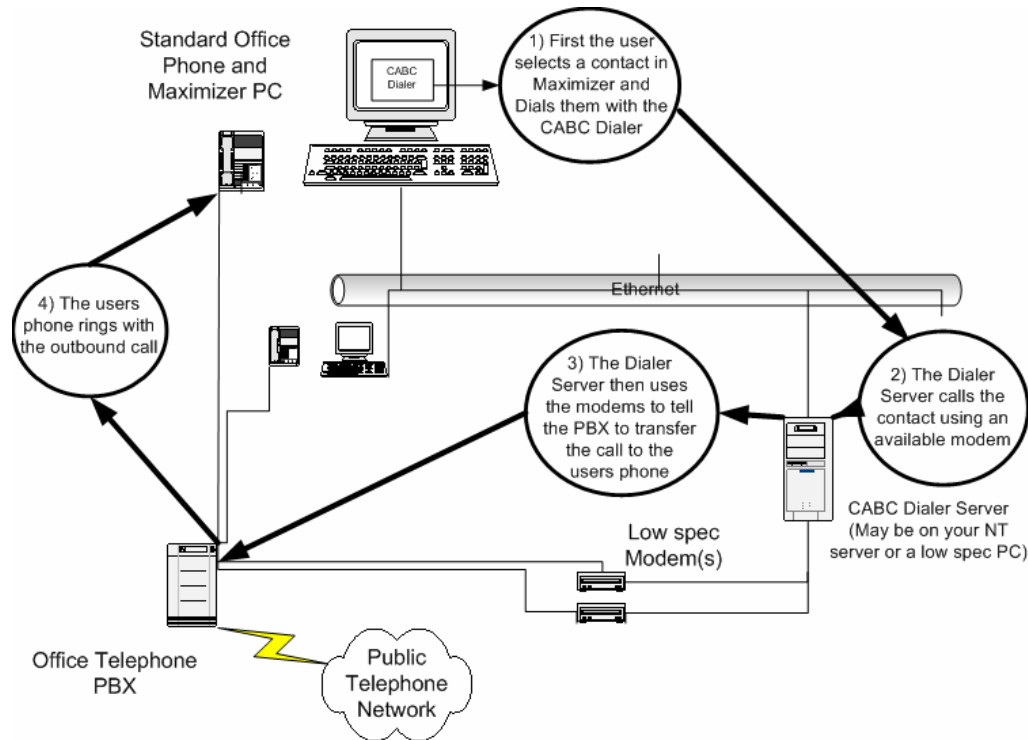 Standard Office
Phone and
Maximizer PC
CABC
Dialer
1) First the user
selects a contact in
Maximizer and
Dials them with the
CABC Dialer
Ethernet
4) The users
phone rings with
the outbound call
3) The Dialer
Server then uses
the modems to tell
the PBX to transfer
the call to the
users phone
2) The Dialer
Server calls the
contact using an
available modem
CABC Dialer Server
(May be on your NT
server or a low spec PC)
Low spec
Modem(s)
Office Telephone
PBX
Public
Telephone
Network